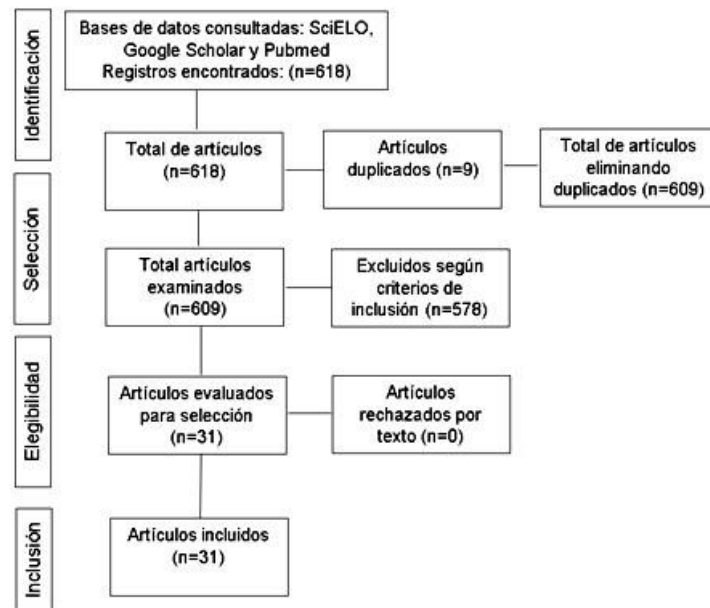 Identificación
Bases de datos consultadas: SciELO,
Google Scholar y Pubmed
Registros encontrados: (n=618)
Total de artículos
(n=618)
Artículos
duplicados (n=9)
Total de artículos
eliminando
duplicados (n=609)
Selección
Total artículos
examinados
(n=609)
Excluidos según
criterios de
inclusión (n=578)
Elegibilidad
Artículos evaluados
para selección
(n=31)
Artículos
rechazados por
texto (n=0)
Inclusión
Artículos incluidos
(n=31)